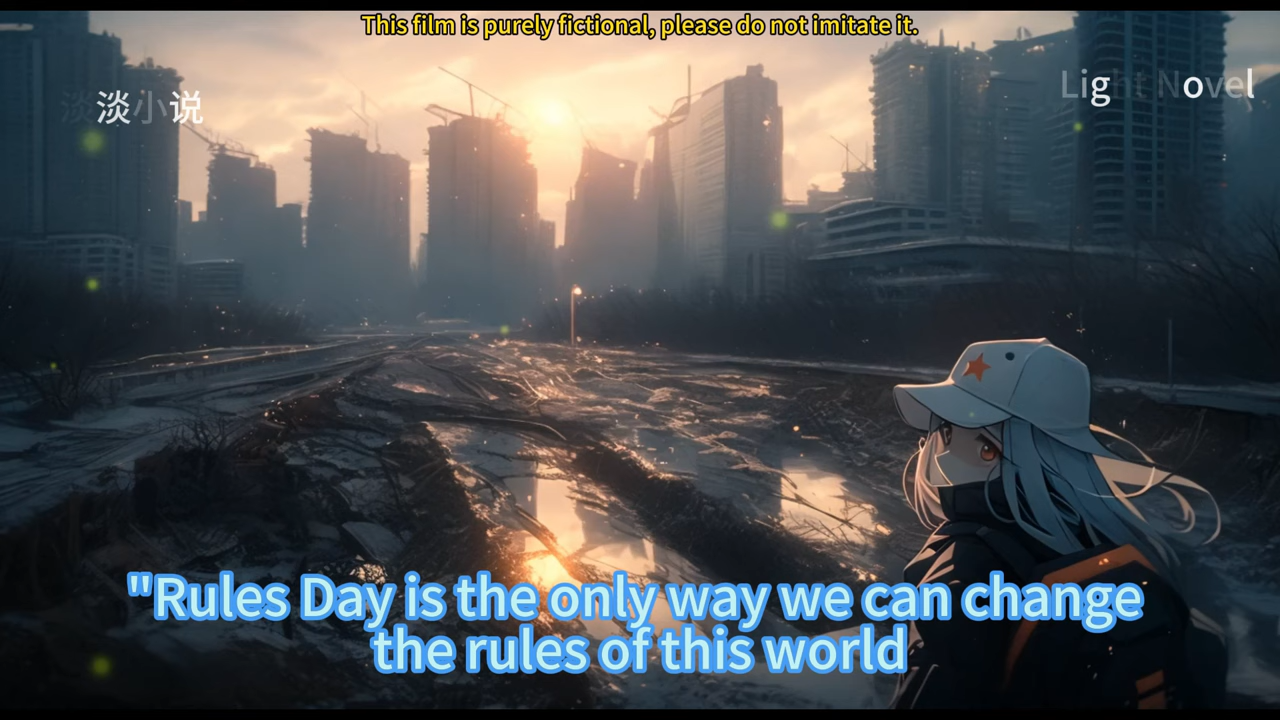 This film is purely fictional, please do not imitate it.
淡淡小说
Light Novel
"Rules Day is the only way we can change
the rules of this world